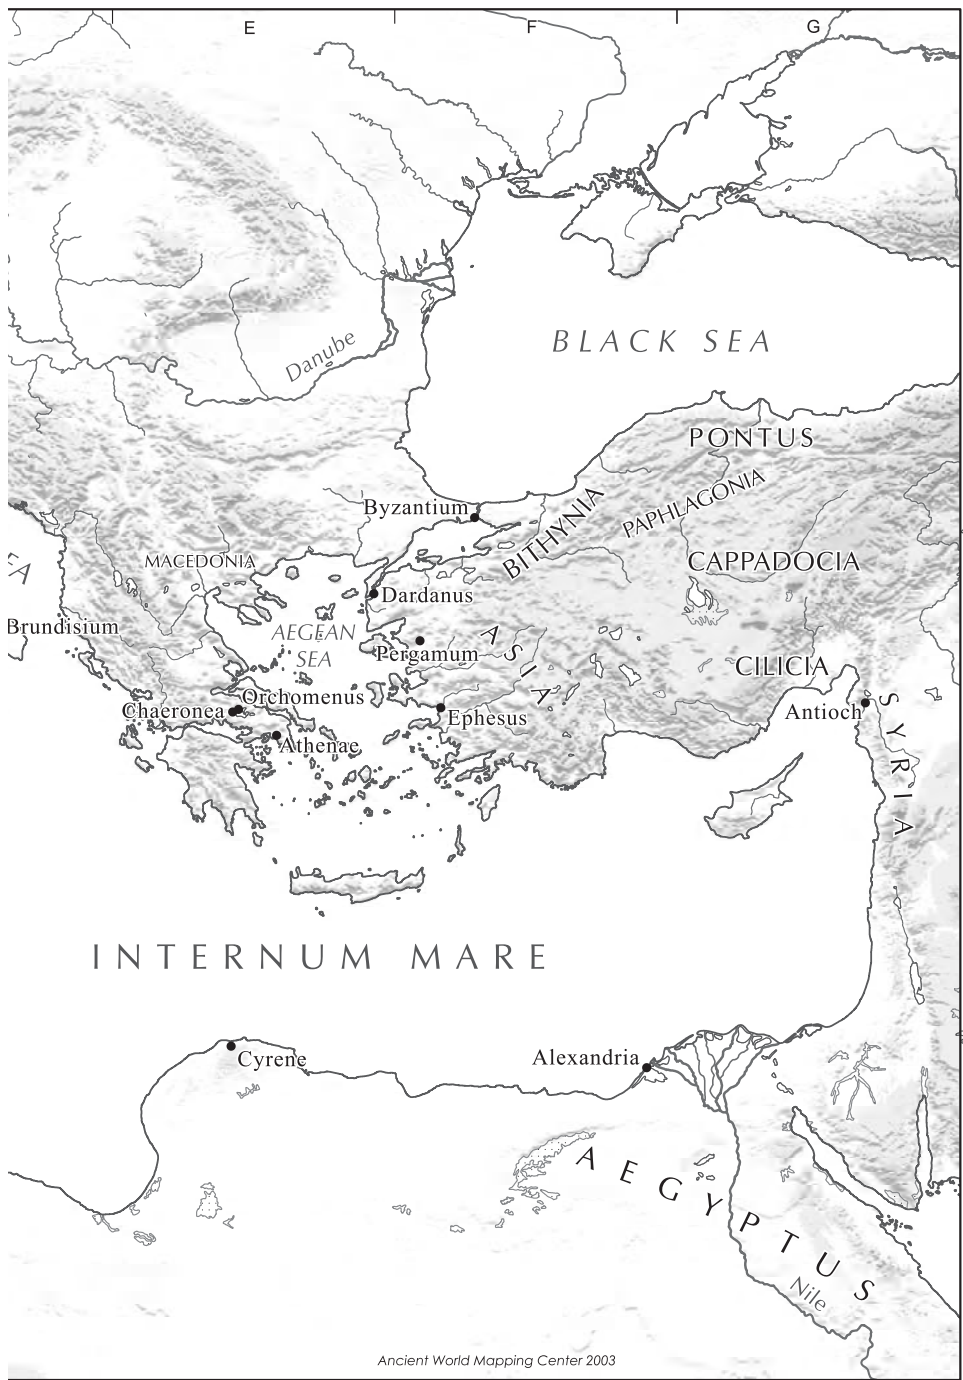 E F G
BLACK SEA
Danube
PONTUS
PAPHLAGONIA
BITHYNIA
Byzantium
MACEDONIA
CAPPADOCIA
Dardanus
Brundisium
AEGEAN
SEA
Pergamum
ASIA
CILICIA
Orchomenus
Chaeronea
Ephesus
Antioch
SYRIA
Athenae
INTERNUM MARE
Cyrene
Alexandria
AEGYPTUS
Nile
Ancient World Mapping Center 2003